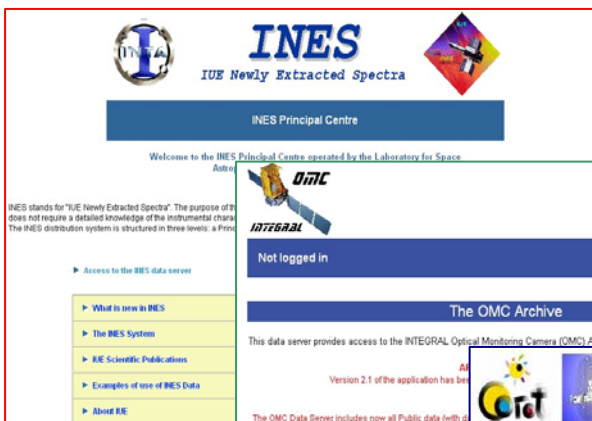 INTA
INES
IUE Newly Extracted Spectra
INES Principal Centre
Welcome to the INES Principal Centre operated by the Laboratory for Space
INES stands for "IUE Newly Extracted Spectra". The purpose of
does not require a detailed knowledge of the instrumental
The INES distribution system is structured in three levels: a
Access to the INES data server
What is new in INES
The INES System
IUE Scientific Publications
Examples of use of INES Data
About IUE
OMC
INTEGRAL
Not logged in
The OMC Archive
This data server provides access to the INTEGRAL Optical Monitoring Camera (OMC)
Version 2.1 of the application has
The OMC Data Server includes now all Public data (with
Corot